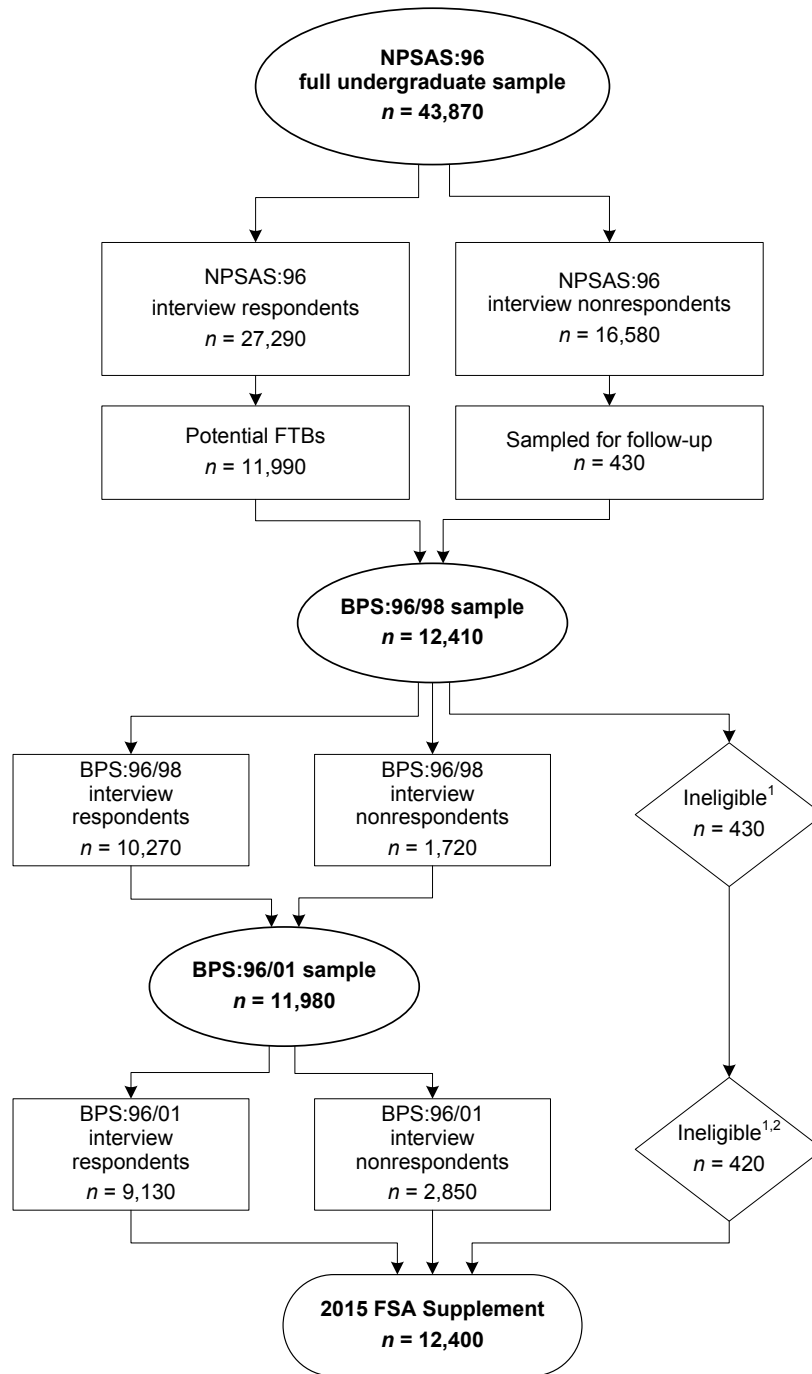 NPSAS:96
full undergraduate sample
n = 43,870
NPSAS:96
interview respondents
n = 27,290
NPSAS:96
interview nonrespondents
n = 16,580
Potential FTBs
n = 11,990
Sampled for follow-up
n = 430
BPS:96/98 sample
n = 12,410
BPS:96/98
interview
respondents
n = 10,270
BPS:96/98
interview
nonrespondents
n = 1,720
Ineligible¹
n = 430
BPS:96/01 sample
n = 11,980
BPS:96/01
interview
respondents
n = 9,130
BPS:96/01
interview
nonrespondents
n = 2,850
Ineligible¹,²
n = 420
2015 FSA Supplement
n = 12,400